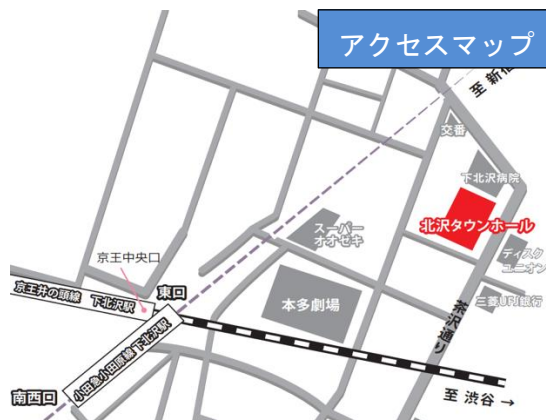 アクセスマップ
至 新宿
交番
下北沢病院
北沢タウンホール
スーパー
オオゼキ
ディスク
ユニオン
京王中央口
京王井の頭線 下北沢駅
東口
本多劇場
三菱UFJ銀行
茶沢通り
小田急小田原線 下北沢駅
南西口
至 渋谷 →